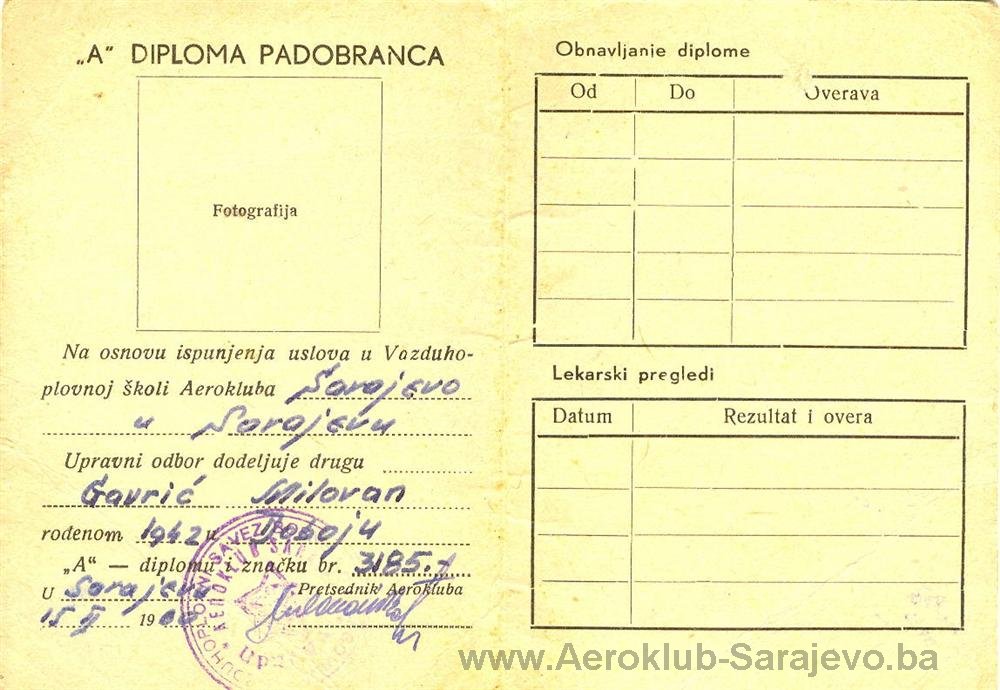 „A“ DIPLOMA PADOBRANCA
Fotografija
Na osnovu ispunjenja uslova u Vazduho-
plovnoj školi Aerokluba Sarajevo
u Sarajevu
Upravni odbor dodeljuje drugu
Gavrić Milovan
rođenom 1942 u Doboju
„A“ — diplomu i značku br. 3185.A
U Sarajevu Pretsednik Aerokluba
15 19
Obnavljanje diplome
Od Do Overava
Lekarski pregledi
Datum Rezultat i overa
www.Aeroklub-Sarajevo.ba